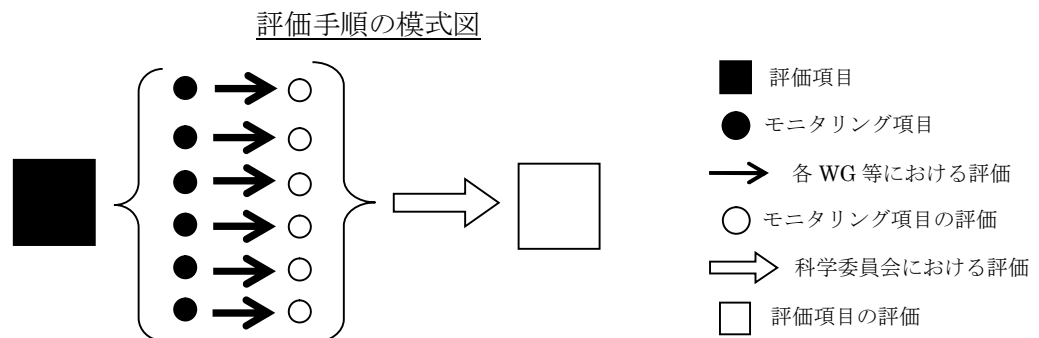 評価手順の模式図
評価項目
モニタリング項目
各 WG 等における評価
モニタリング項目の評価
科学委員会における評価
評価項目の評価